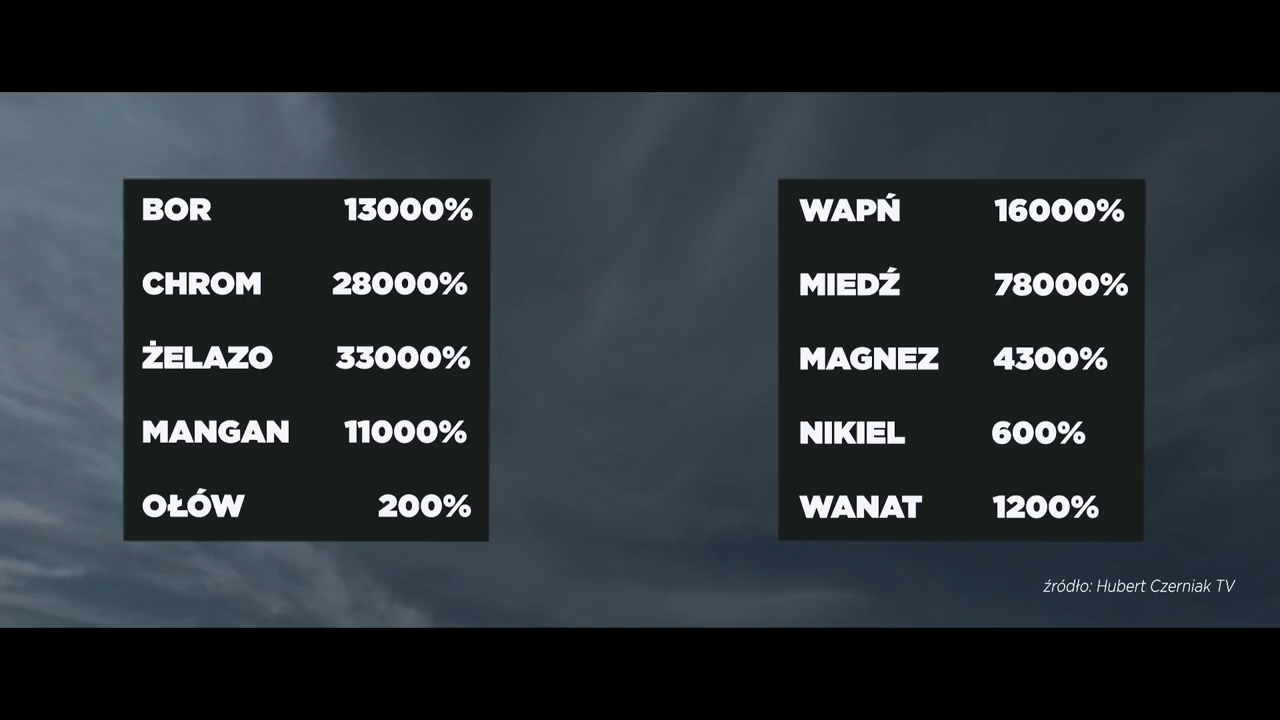 BOR 13000%
CHROM 28000%
ŻELAZO 33000%
MANGAN 11000%
OŁÓW 200%
WAPŃ 16000%
MIEDŹ 78000%
MAGNEZ 4300%
NIKIEL 600%
WANAT 1200%
źródło: Hubert Czerniak TV